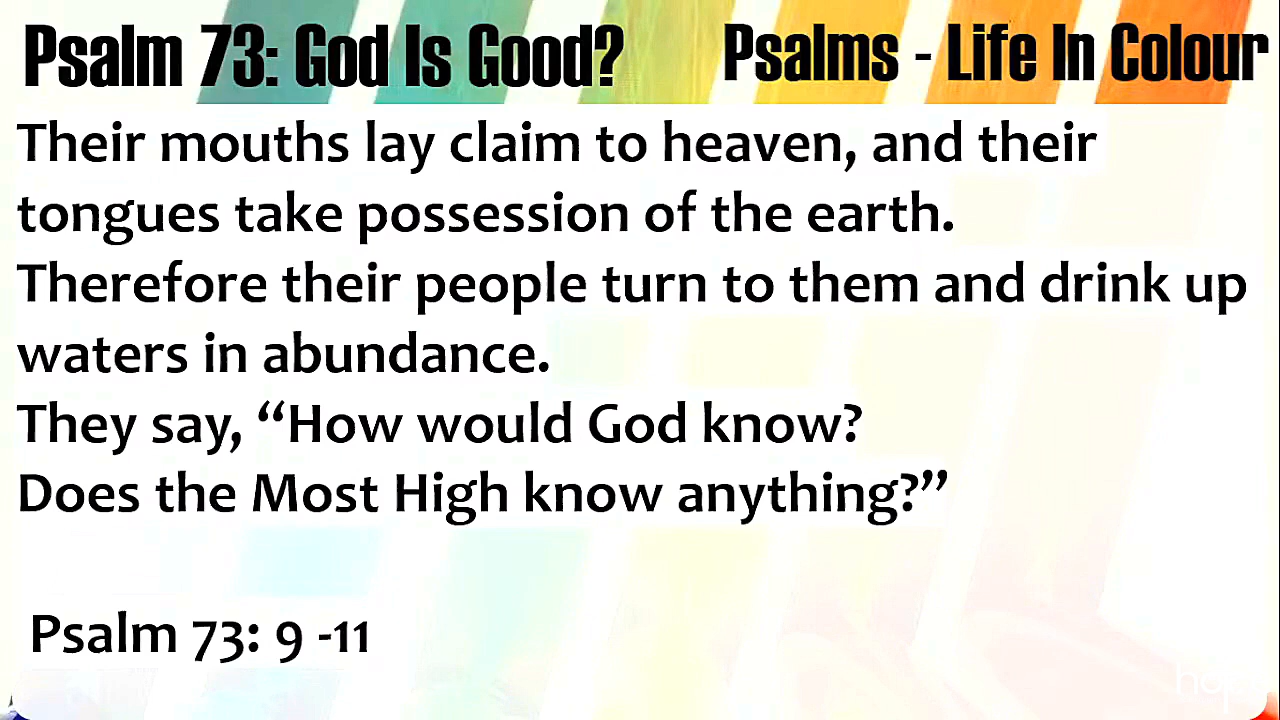 Psalm 73: God Is Good?
Psalms - Life In Colour
Their mouths lay claim to heaven, and their
tongues take possession of the earth.
Therefore their people turn to them and drink up
waters in abundance.
They say, “How would God know?
Does the Most High know anything?”
Psalm 73: 9 -11